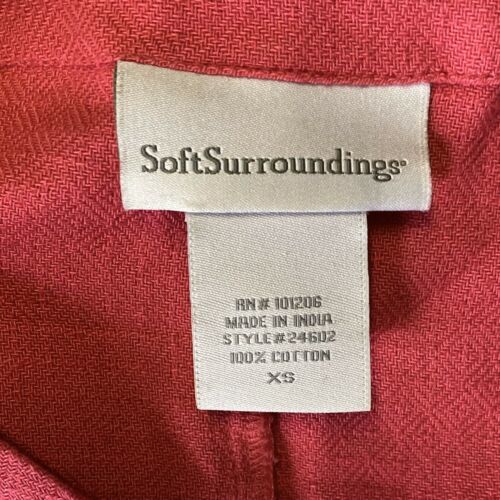 SoftSurroundings®
RN# 101206
MADE IN INDIA
STYLE#24602
100% COTTON
XS